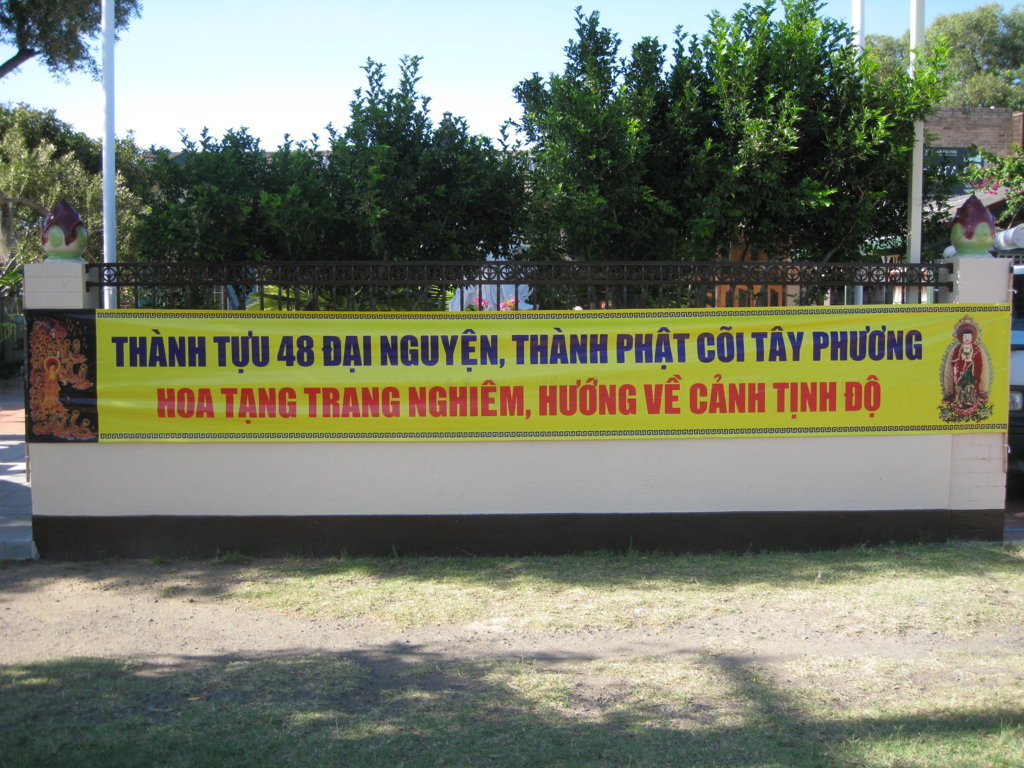 THÀNH TỰU 48 ĐẠI NGUYỆN, THÀNH PHẬT CÕI TÂY PHƯƠNG
HOA TẠNG TRANG NGHIÊM, HƯỚNG VỀ CẢNH TỊNH ĐỘ